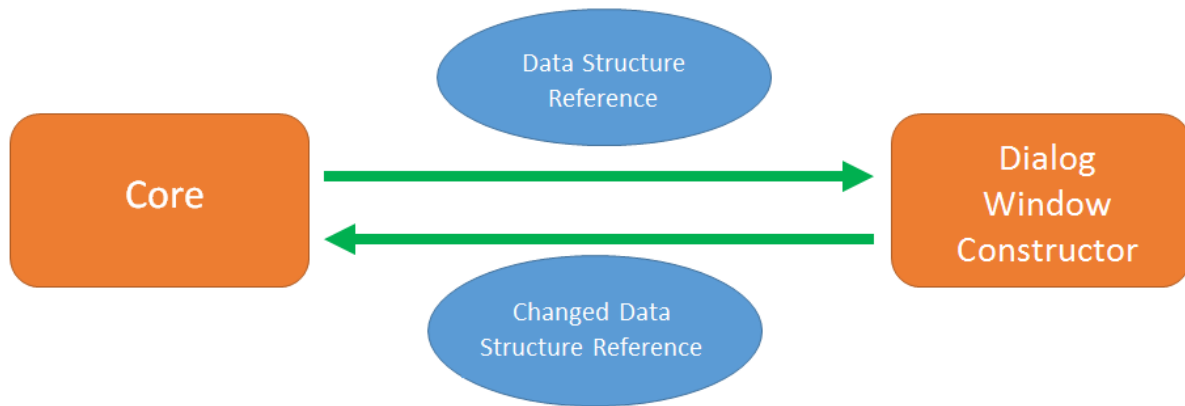 Data Structure
Reference
Core
Dialog
Window
Constructor
Changed Data
Structure Reference